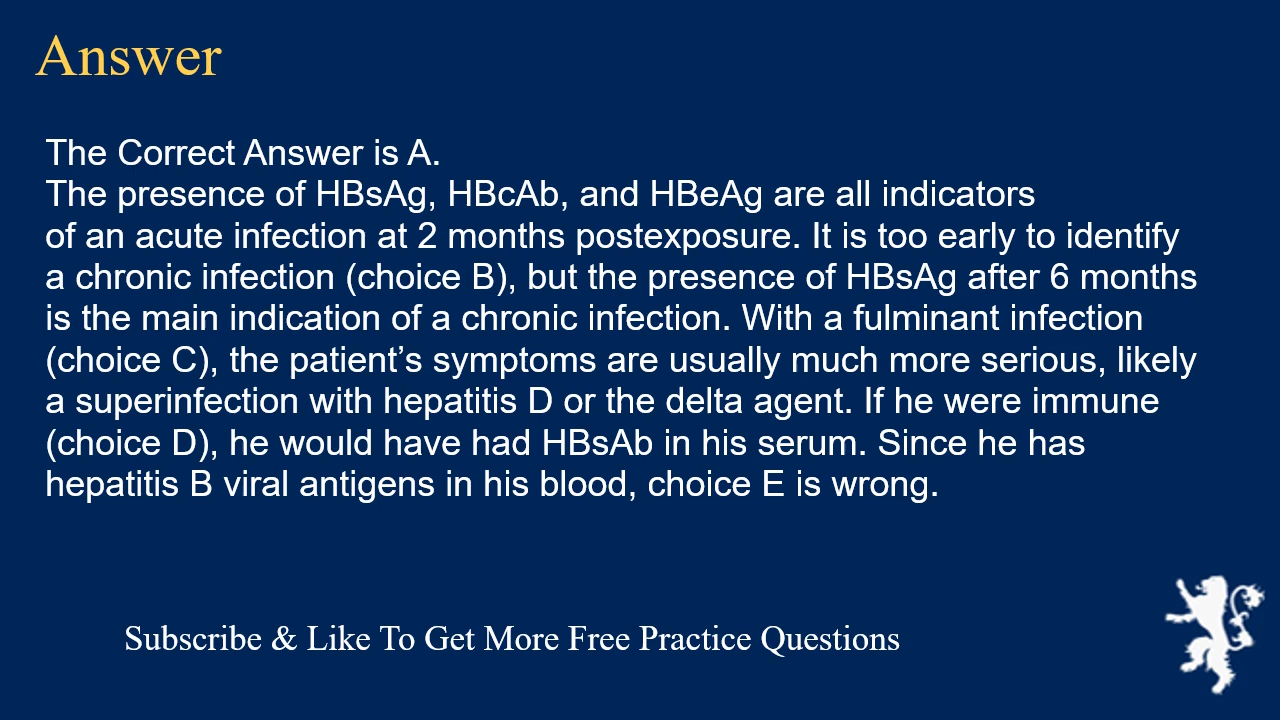 Answer
The Correct Answer is A.
The presence of HBsAg, HBcAb, and HBeAg are all indicators
of an acute infection at 2 months postexposure. It is too early to identify
a chronic infection (choice B), but the presence of HBsAg after 6 months
is the main indication of a chronic infection. With a fulminant infection
(choice C), the patient’s symptoms are usually much more serious, likely
a superinfection with hepatitis D or the delta agent. If he were immune
(choice D), he would have had HBsAb in his serum. Since he has
hepatitis B viral antigens in his blood, choice E is wrong.
Subscribe & Like To Get More Free Practice Questions